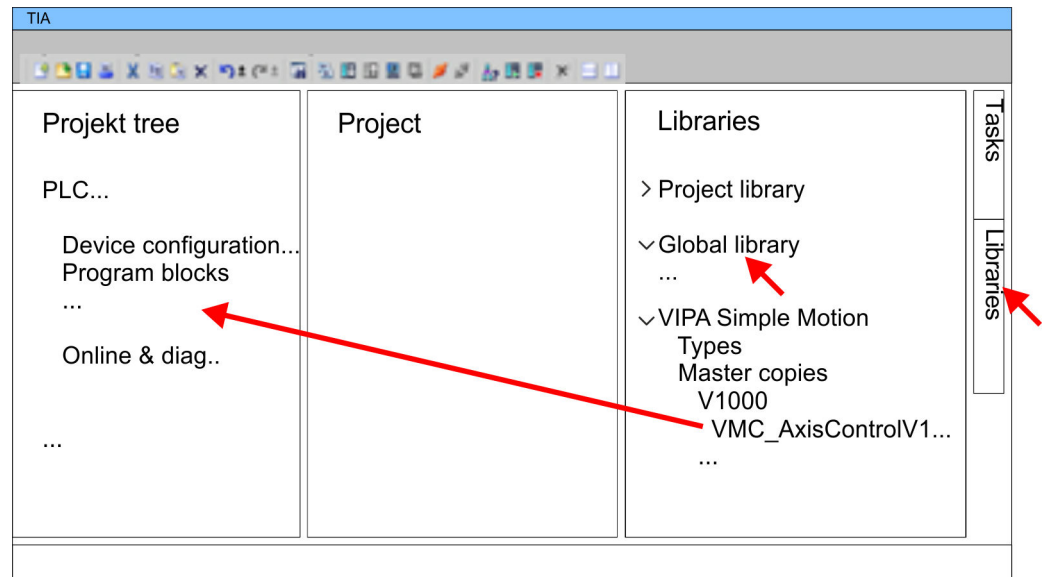 TIA
Projekt tree
PLC...
Device configuration...
Program blocks
...
Online & diag..
...
Project
Libraries
Project library
Global library
...
VIPA Simple Motion
Types
Master copies
V1000
VMC_AxisControlV1...
...
Tasks
Libraries